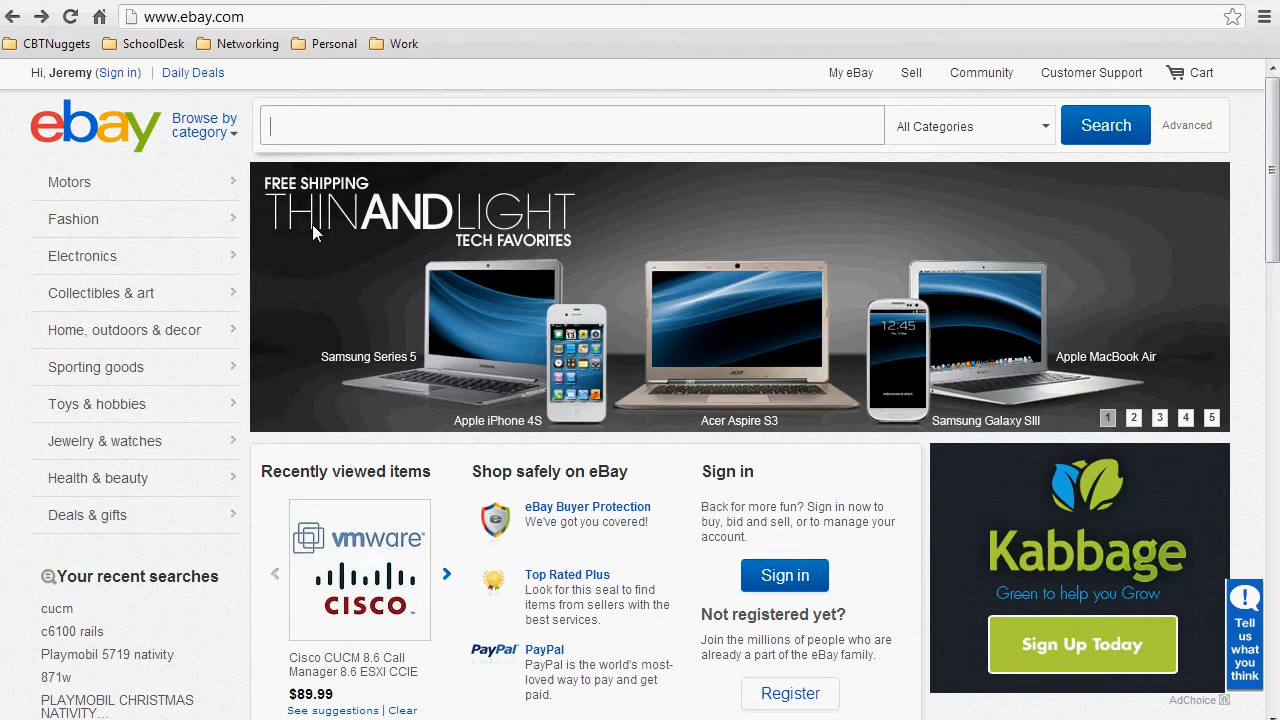 www.ebay.com
CBTNuggets SchoolDesk Networking Personal Work
Hi, Jeremy (Sign in) | Daily Deals
My eBay Sell Community Customer Support Cart
ebay
Browse by
category
All Categories
Search
Advanced
Motors
Fashion
Electronics
Collectibles & art
Home, outdoors & decor
Sporting goods
Toys & hobbies
Jewelry & watches
Health & beauty
Deals & gifts
Your recent searches
cucm
c6100 rails
Playmobil 5719 nativity
871w
PLAYMOBIL CHRISTMAS
NATIVITY...
FREE SHIPPING
THINANDLIGHT
TECH FAVORITES
12:45
Samsung Series 5
Apple iPhone 4S
Acer Aspire S3
Samsung Galaxy SIII
Apple MacBook Air
1 2 3 4 5
Recently viewed items
vmware
CISCO
Cisco CUCM 8.6 Call
Manager 8.6 ESXI CCIE
$89.99
See suggestions | Clear
Shop safely on eBay
eBay Buyer Protection
We've got you covered!
Top Rated Plus
Look for this seal to find
items from sellers with the
best services.
PayPal
PayPal
PayPal is the world's most-
loved way to pay and get
paid.
Sign in
Back for more fun? Sign in now to
buy, bid and sell, or to manage your
account.
Sign in
Not registered yet?
Join the millions of people who are
already a part of the eBay family.
Register
Kabbage
Green to help you Grow
Sign Up Today
AdChoice
Tell
us
what
you
think